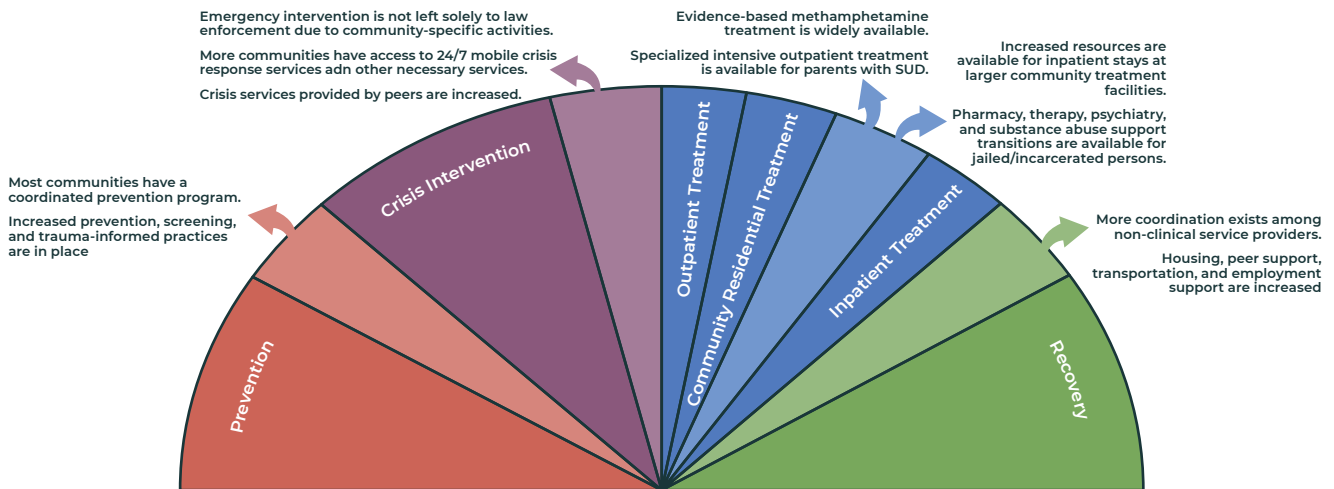 Emergency intervention is not left solely to law
enforcement due to community-specific activities.
More communities have access to 24/7 mobile crisis
response services adn other necessary services.
Crisis services provided by peers are increased.
Evidence-based methamphetamine
treatment is widely available.
Specialized intensive outpatient treatment
is available for parents with SUD.
Increased resources are
available for inpatient stays at
larger community treatment
facilities.
Pharmacy, therapy, psychiatry,
and substance abuse support
transitions are available for
jailed/incarcerated persons.
Most communities have a
coordinated prevention program.
Increased prevention, screening,
and trauma-informed practices
are in place
More coordination exists among
non-clinical service providers.
Housing, peer support,
transportation, and employment
support are increased
Prevention
Crisis Intervention
Outpatient Treatment
Community Residential Treatment
Inpatient Treatment
Recovery